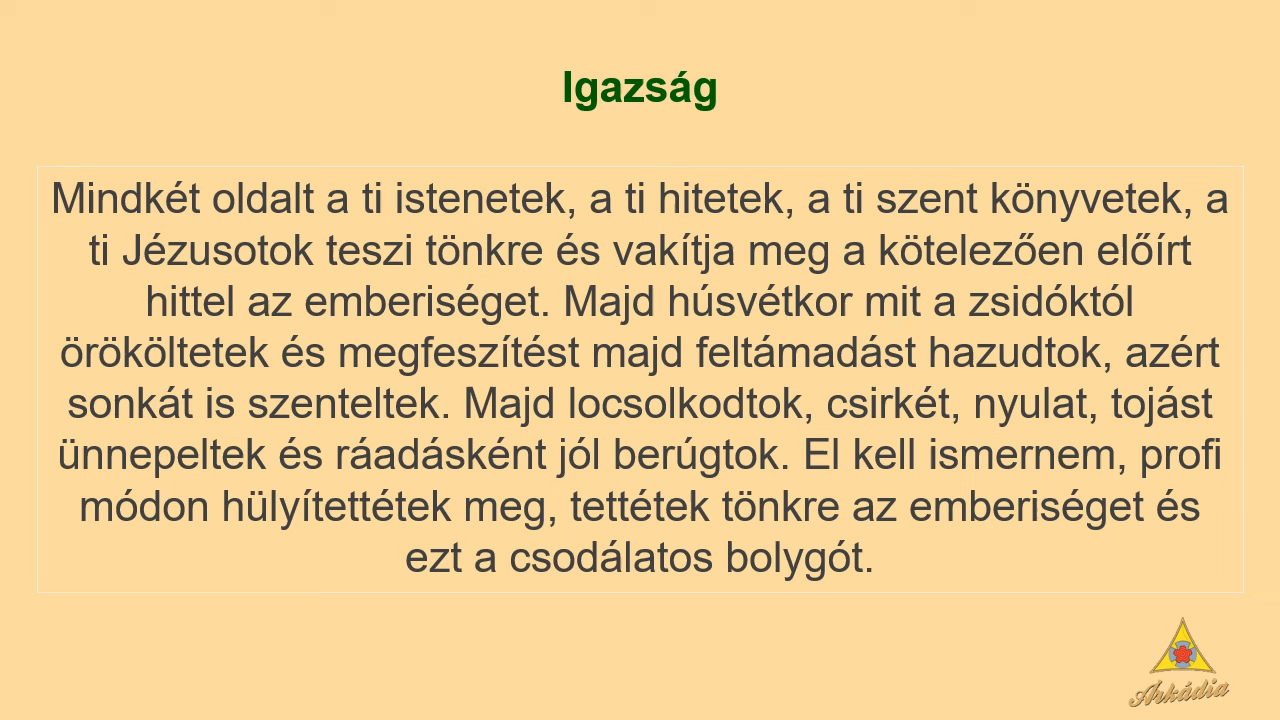 Igazság
Mindkét oldalt a ti istenetek, a ti hitetek, a ti szent könyvetek, a
ti Jézusotok teszi tönkre és vakítja meg a kötelezően előírt
hittel az emberiséget. Majd húsvétkor mit a zsidóktól
örököltetek és megfeszítést majd feltámadást hazudtok, azért
sonkát is szenteltek. Majd locsolkodtok, csirkét, nyulat, tojást
ünnepeltek és ráadásként jól berúgtok. El kell ismernem, profi
módon hülyítettétek meg, tettétek tönkre az emberiséget és
ezt a csodálatos bolygót.
Arkádia